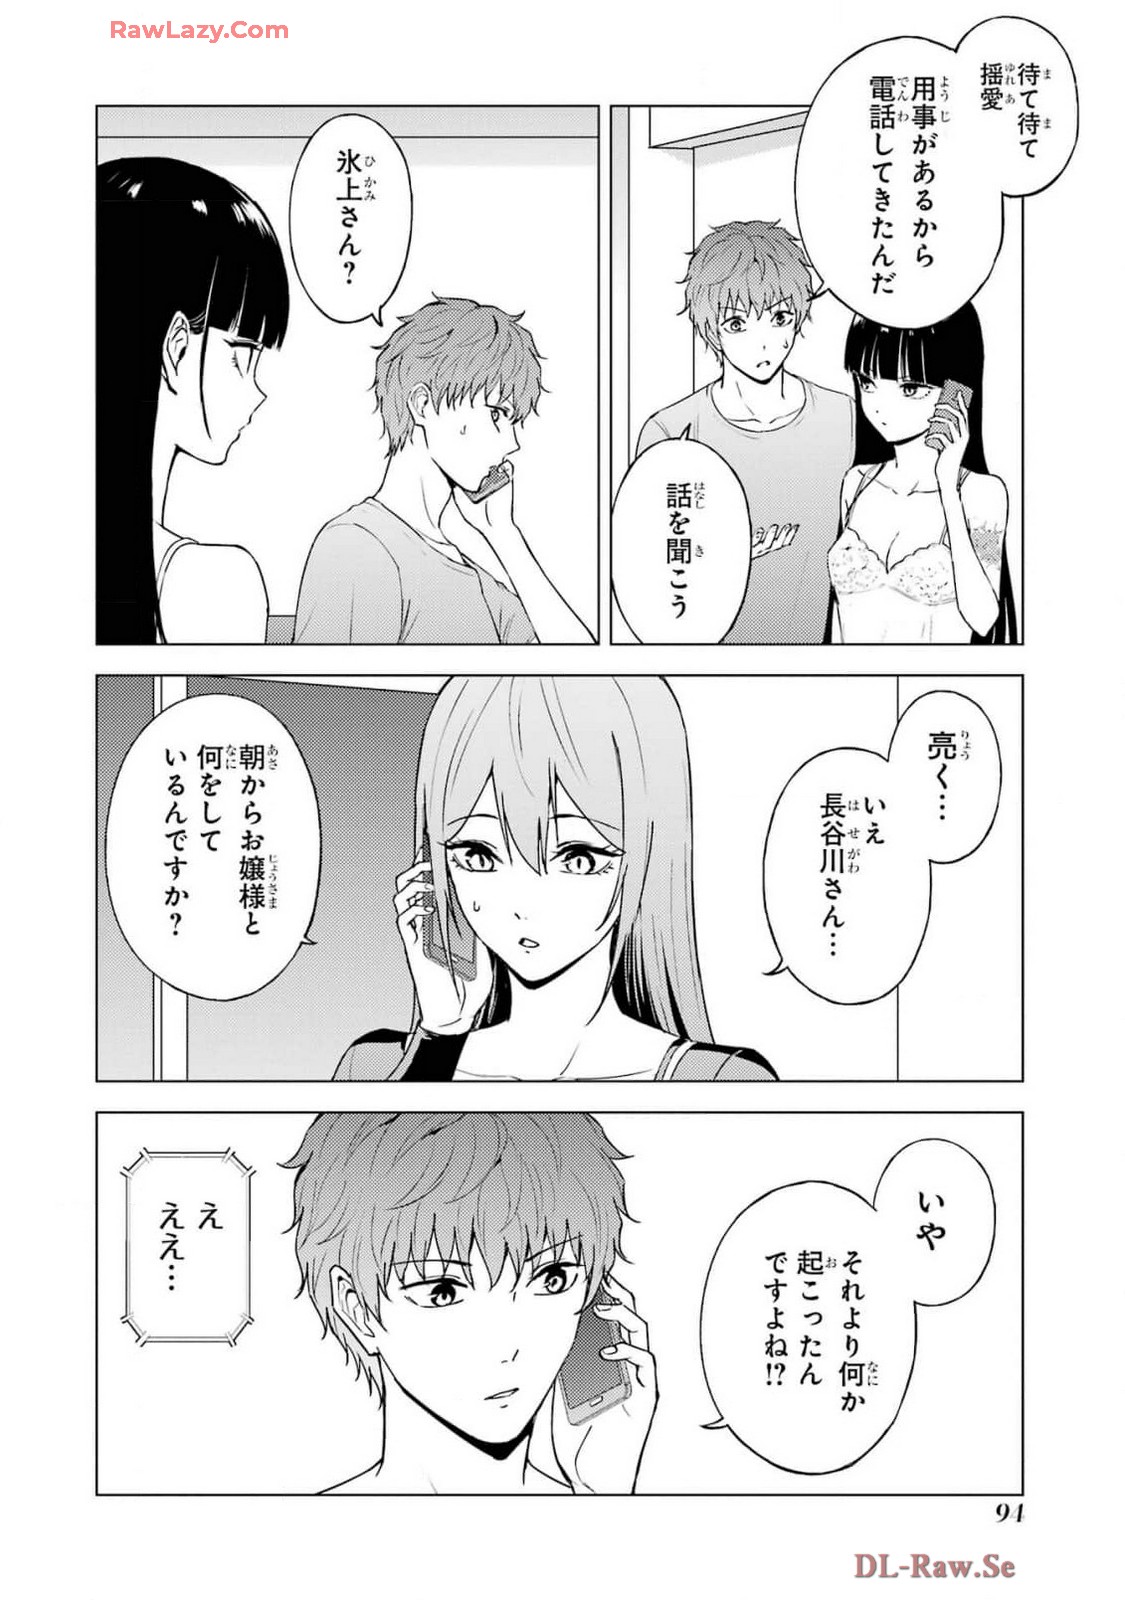 RawLazy.Com
待て待て
揺愛
用事があるから
電話してきたんだ
話を聞こう
氷上さん？
亮く…
いえ
長谷川さん…
朝からお嬢様と
何をして
いるんですか？
いや
それより何か
起こったん
ですよね!?
え
ええ…
94
DL-Raw.Se